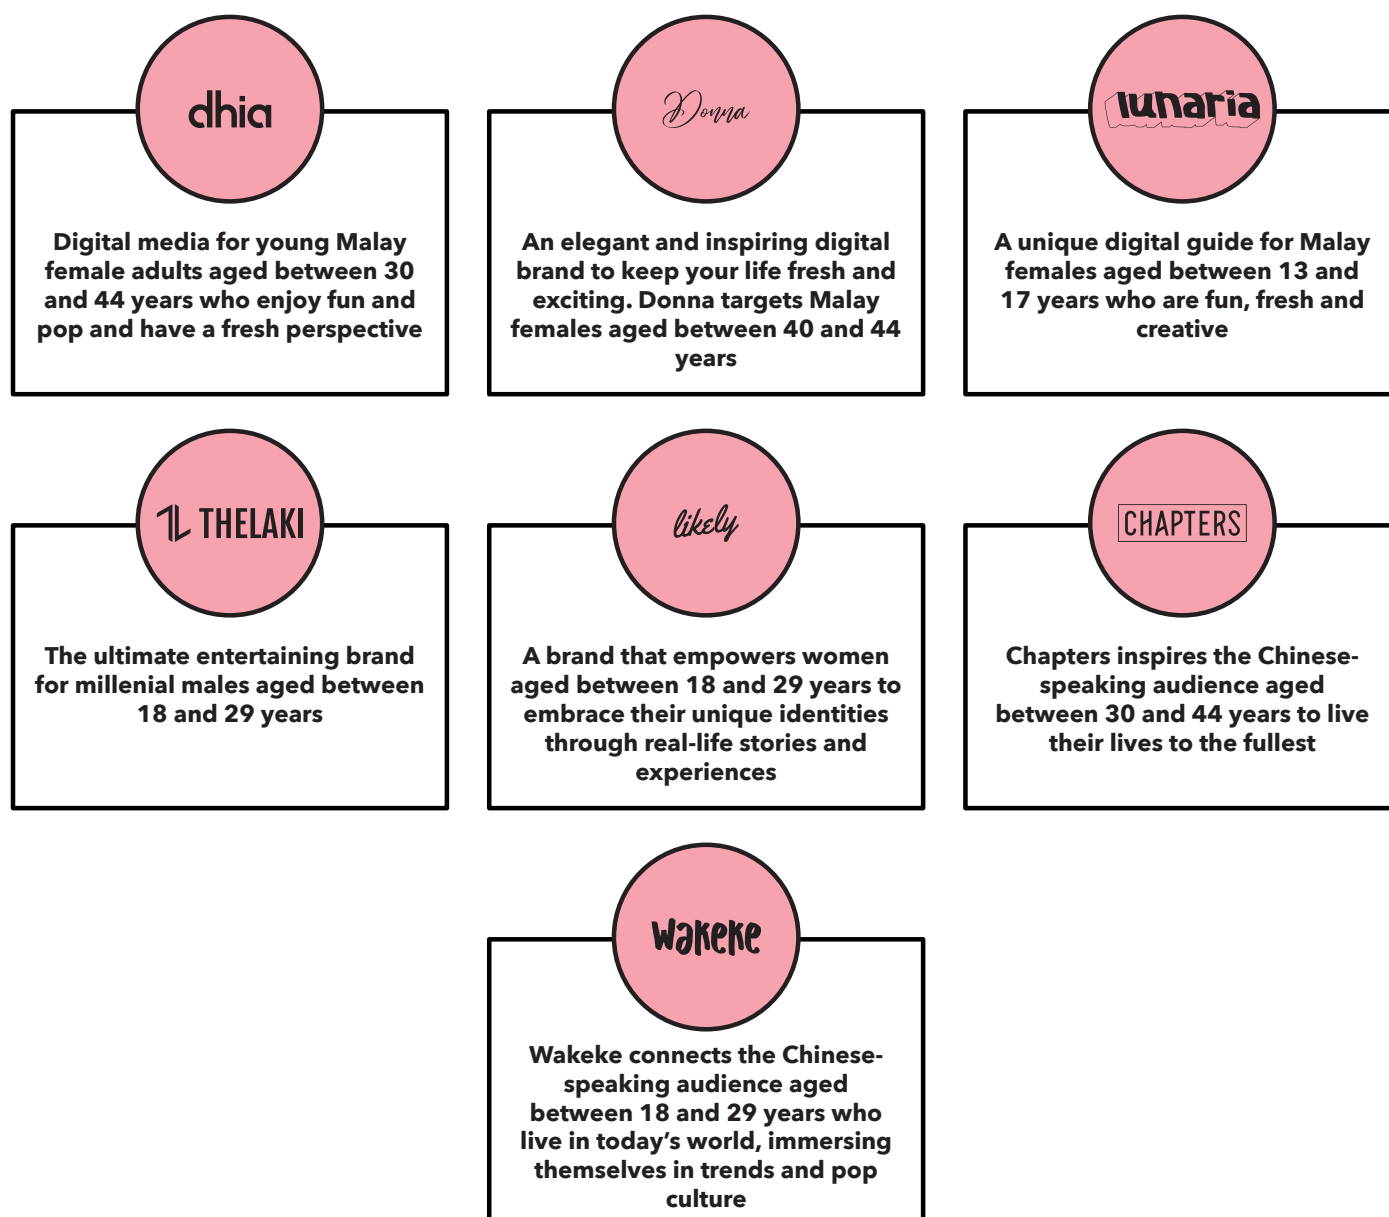 dhia
Digital media for young Malay
female adults aged between 30
and 44 years who enjoy fun and
pop and have a fresh perspective
Donna
An elegant and inspiring digital
brand to keep your life fresh and
exciting. Donna targets Malay
females aged between 40 and 44
years
lunaria
A unique digital guide for Malay
females aged between 13 and
17 years who are fun, fresh and
creative
TL THELAKI
The ultimate entertaining brand
for millenial males aged between
18 and 29 years
likely
A brand that empowers women
aged between 18 and 29 years to
embrace their unique identities
through real-life stories and
experiences
CHAPTERS
Chapters inspires the Chinese-
speaking audience aged
between 30 and 44 years to live
their lives to the fullest
wakeke
Wakeke connects the Chinese-
speaking audience aged
between 18 and 29 years who
live in today’s world, immersing
themselves in trends and pop
culture